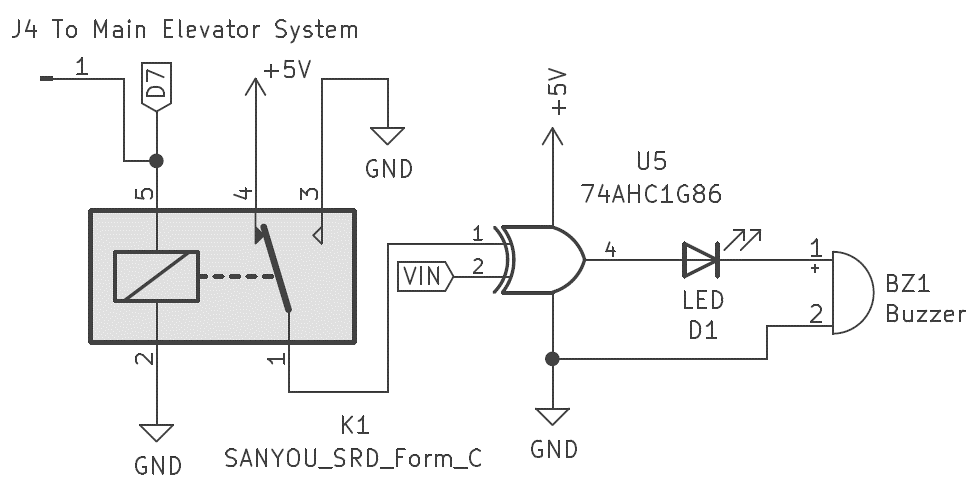 J4 To Main Elevator System
1
D7
+5V
GND
5
4
3
2
1
GND
K1
SANYOU_SRD_Form_C
+5V
U5
74AHC1G86
1
2
VIN
4
LED
D1
GND
1
+
2
BZ1
Buzzer